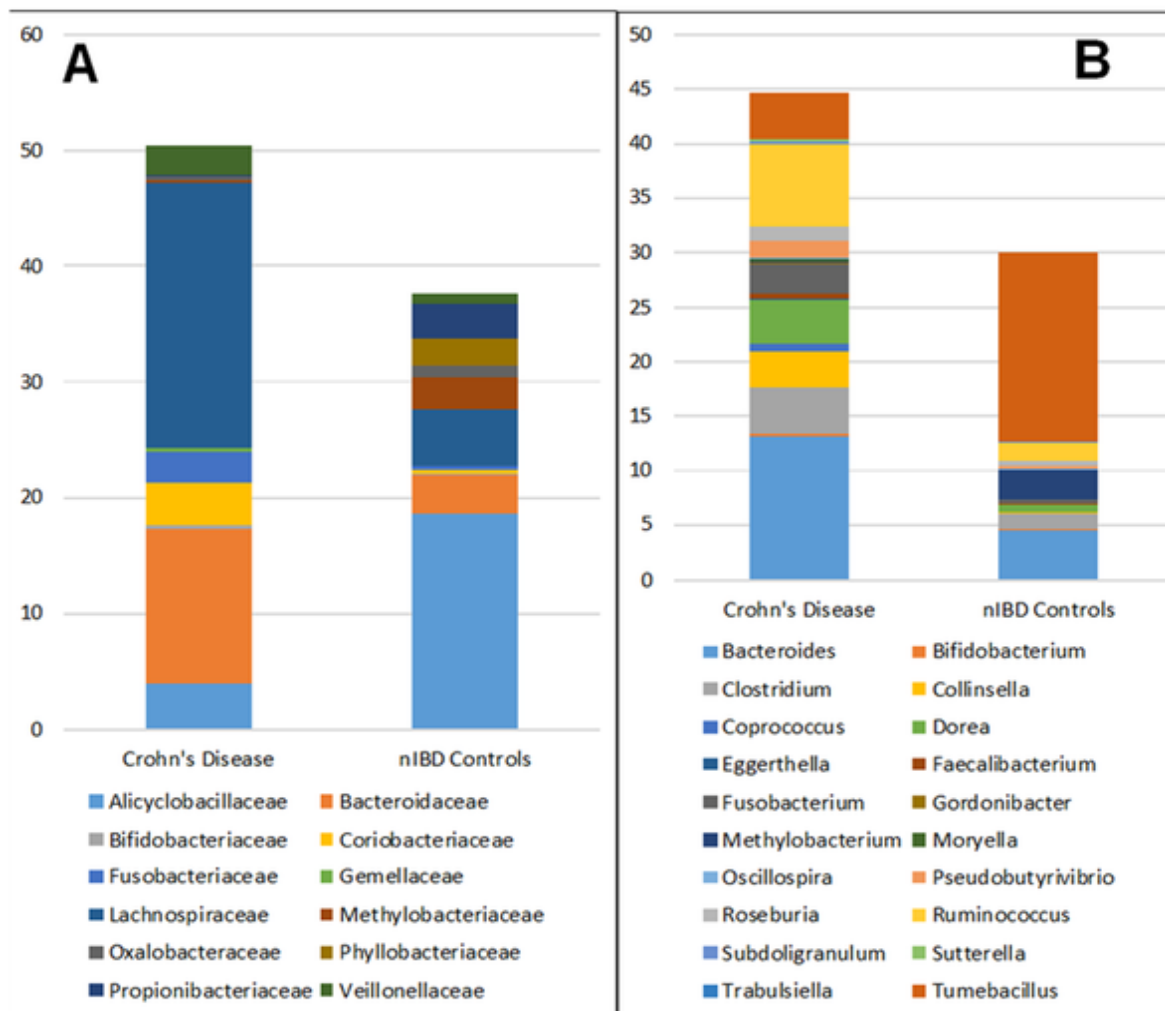 A
60
50
40
30
20
10
0
Crohn's Disease nIBD Controls
Alicyclobacillaceae Bacteroidaceae
Bifidobacteriaceae Coriobacteriaceae
Fusobacteriaceae Gemellaceae
Lachnospiraceae Methylobacteriaceae
Oxalobacteraceae Phyllobacteriaceae
Propionibacteriaceae Veillonellaceae
B
50
45
40
35
30
25
20
15
10
5
0
Crohn's Disease nIBD Controls
Bacteroides Bifidobacterium
Clostridium Collinsella
Coprococcus Dorea
Eggerthella Faecalibacterium
Fusobacterium Gordonibacter
Methylobacterium Moryella
Oscillospira Pseudobutyrivibrio
Roseburia Ruminococcus
Subdoligranulum Sutterella
Trabulsiella Tumebacillus